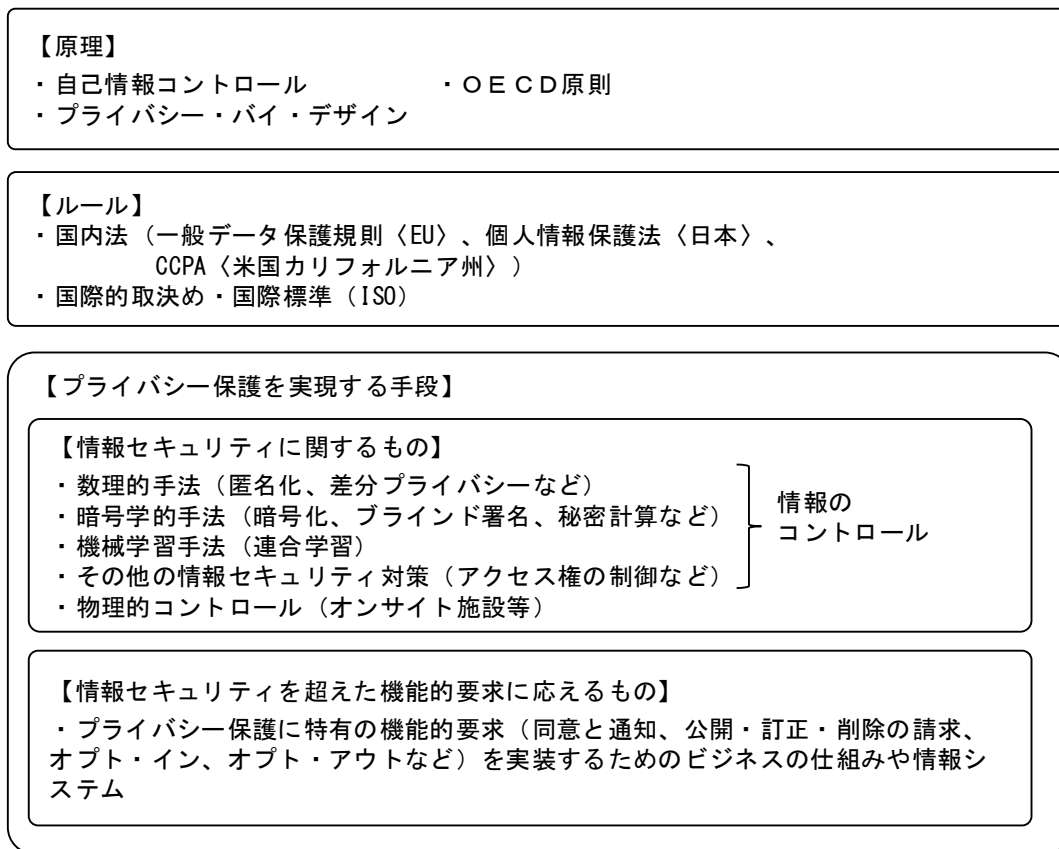 【原理】
・自己情報コントロール ・ＯＥＣＤ原則
・プライバシー・バイ・デザイン
【ルール】
・国内法（一般データ保護規則〈EU〉、個人情報保護法〈日本〉、
CCPA〈米国カリフォルニア州〉）
・国際的取決め・国際標準（ISO）
【プライバシー保護を実現する手段】
【情報セキュリティに関するもの】
・数理的手法（匿名化、差分プライバシーなど）
・暗号学的手法（暗号化、ブラインド署名、秘密計算など）
・機械学習手法（連合学習）
・その他の情報セキュリティ対策（アクセス権の制御など）
・物理的コントロール（オンサイト施設等）
情報の
コントロール
【情報セキュリティを超えた機能的要求に応えるもの】
・プライバシー保護に特有の機能的要求（同意と通知、公開・訂正・削除の請求、
オプト・イン、オプト・アウトなど）を実装するためのビジネスの仕組みや情報シ
ステム